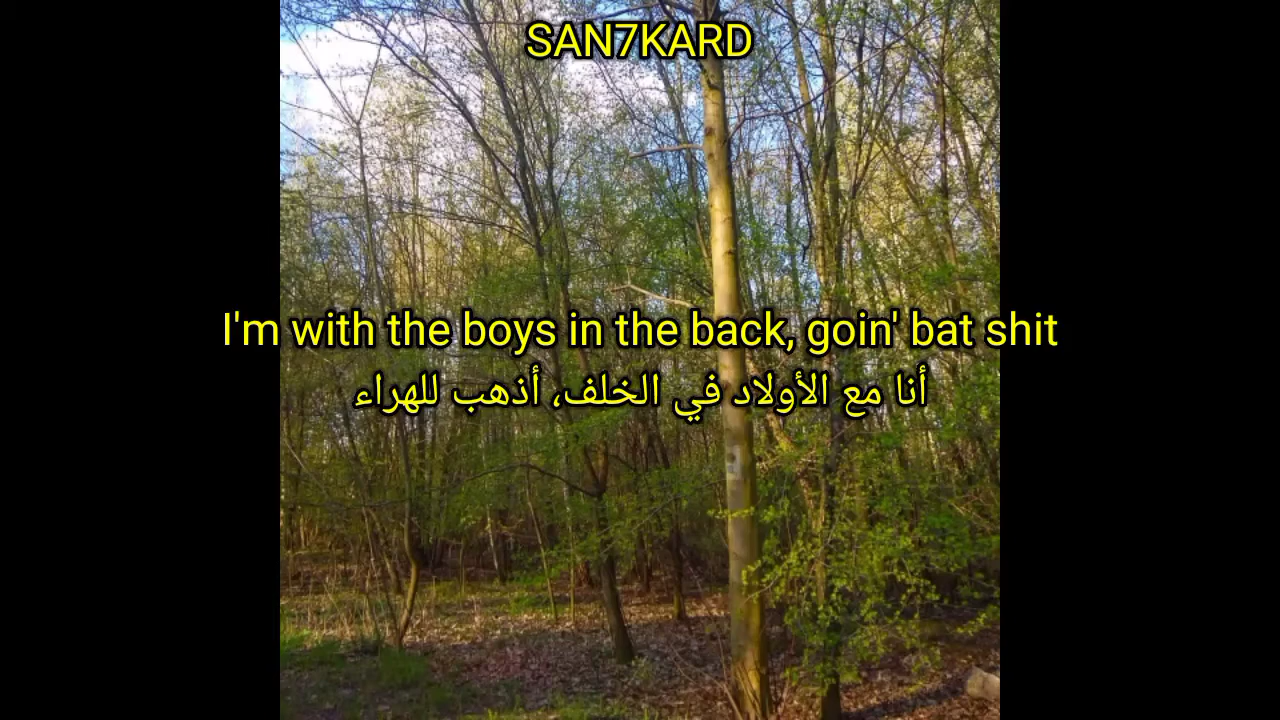 SAN7KARD
I'm with the boys in the back, goin' bat shit
أنا مع الأولاد في الخلف، أذهب للهراء